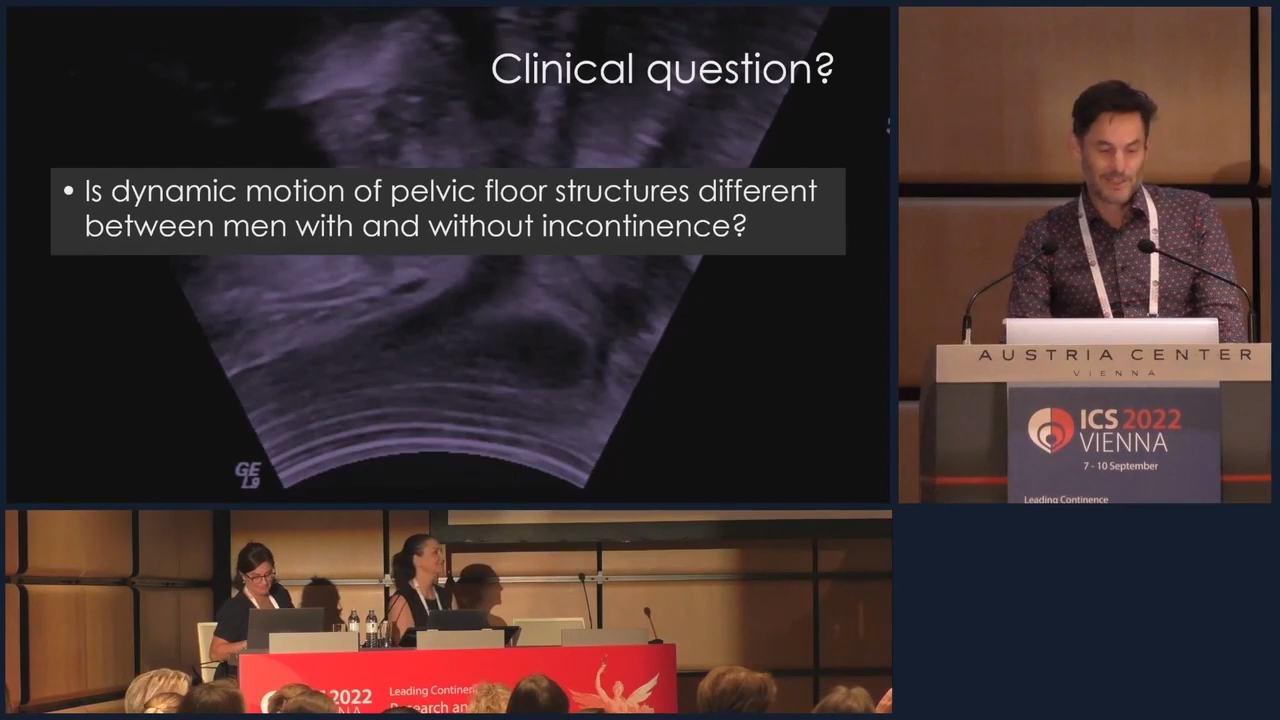 Clinical question?
• Is dynamic motion of pelvic floor structures different
between men with and without incontinence?
GE
L9
AUSTRIA CENTER
VIENNA
ICS 2022
VIENNA
7 - 10 September
Leading Continence
2022
Leading Continen
Research an